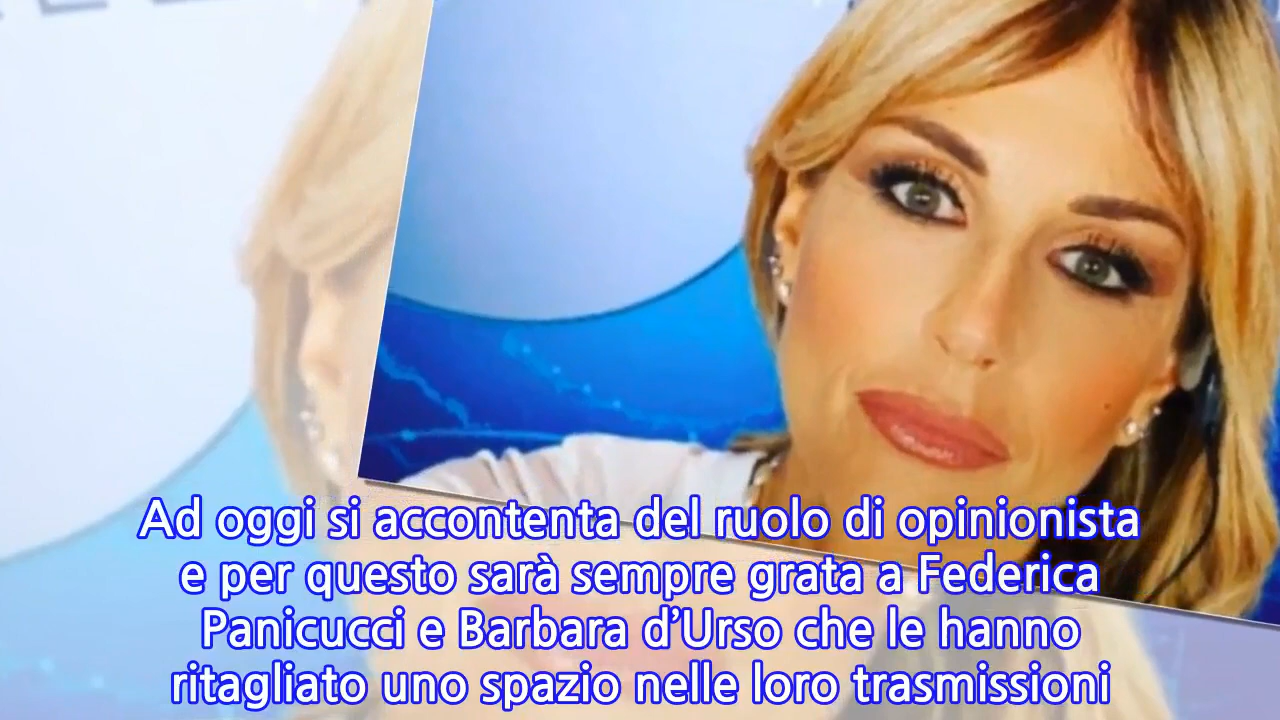 Ad oggi si accontenta del ruolo di opinionista
e per questo sarà sempre grata a Federica
Panicucci e Barbara d'Urso che le hanno
ritagliato uno spazio nelle loro trasmissioni